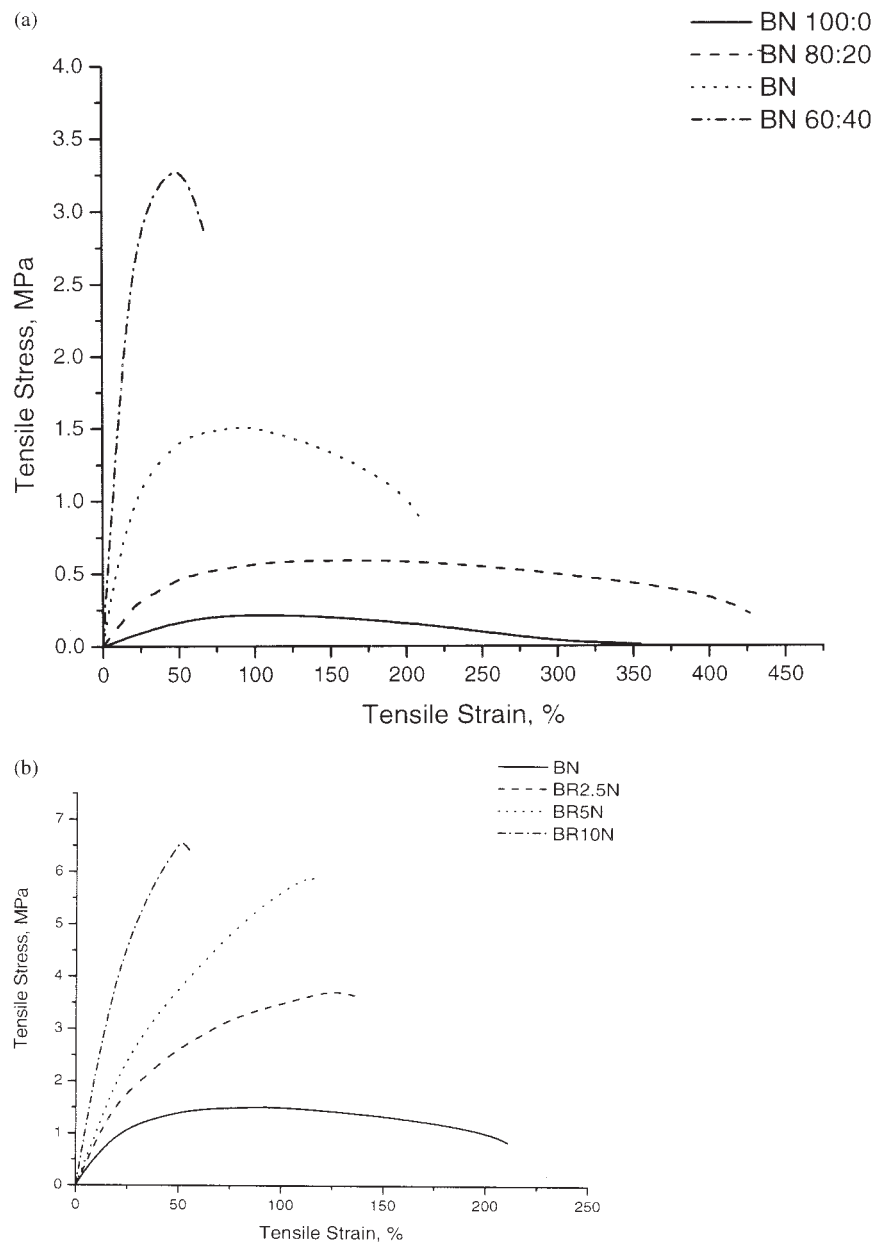 (a)
BN 100:0
BN 80:20
BN
BN 60:40
4.0
3.5
3.0
2.5
2.0
1.5
1.0
0.5
0.0
Tensile Stress, MPa
0 50 100 150 200 250 300 350 400 450
Tensile Strain, %
(b)
BN
BR2.5N
BR5N
BR10N
7
6
5
4
3
2
1
0
Tensile Stress, MPa
0 50 100 150 200 250
Tensile Strain, %